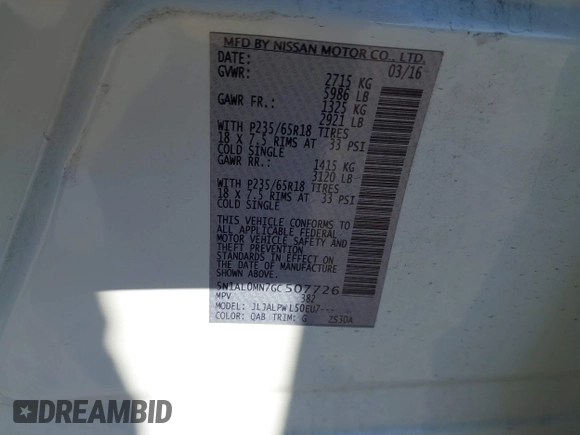 MFD BY NISSAN MOTOR CO., LTD.
DATE: 03/16
GVWR: 2715 KG
5986 LB
GAWR FR.: 1325 KG
2921 LB
WITH P235/65R18 TIRES
18 X 7.5 RIMS AT 33 PSI
COLD SINGLE
GAWR RR.: 1415 KG
3120 LB
WITH P235/65R18 TIRES
18 X 7.5 RIMS AT 33 PSI
COLD SINGLE
THIS VEHICLE CONFORMS TO
ALL APPLICABLE FEDERAL
MOTOR VEHICLE SAFETY AND
THEFT PREVENTION
STANDARDS IN EFFECT ON
THE DATE OF MANUFACTURE
SHOWN ABOVE.
5N1AL0MN7GC507726
MPV 382
MODEL:
COLOR: QAB TRIM: G
DREAMBID